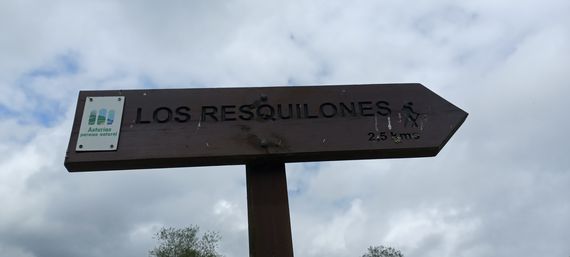 LOS RESQUILONES
2,5 kms
Asturias
paraíso natural